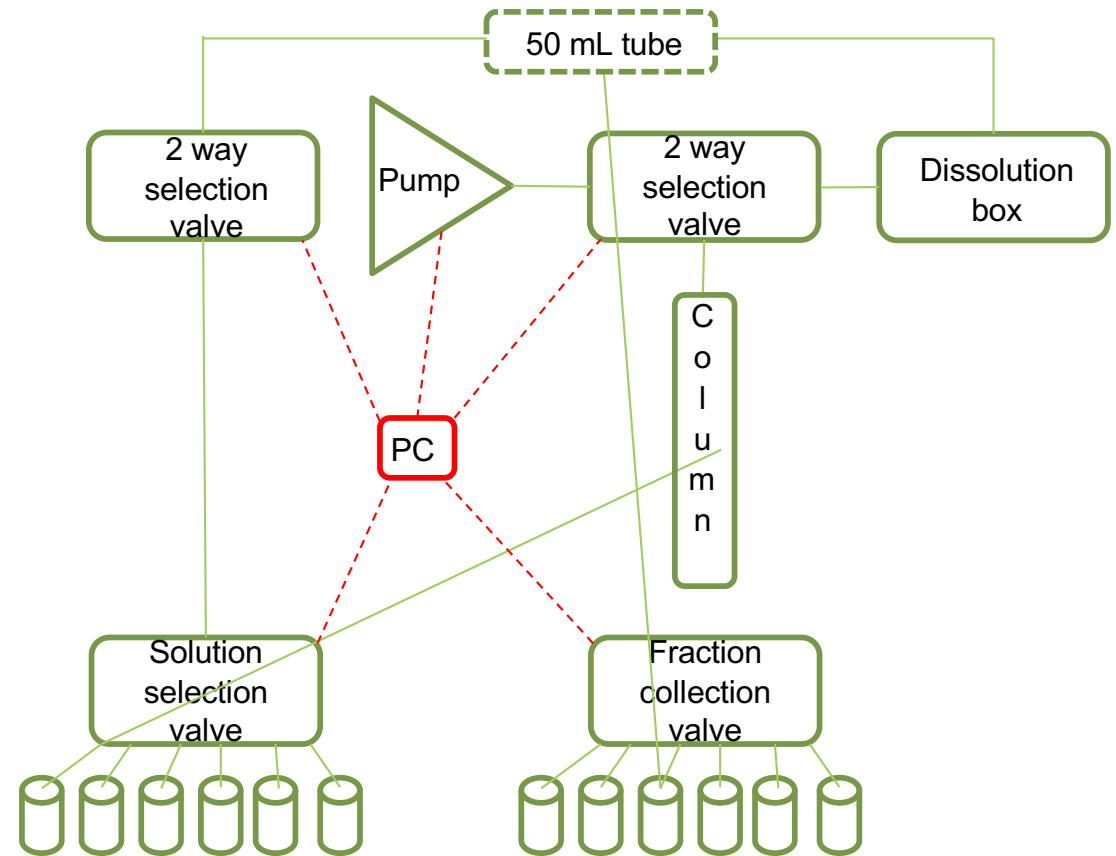 50 mL tube
2 way
selection
valve
Pump
2 way
selection
valve
Dissolution
box
C
o
l
u
m
n
PC
Solution
selection
valve
Fraction
collection
valve